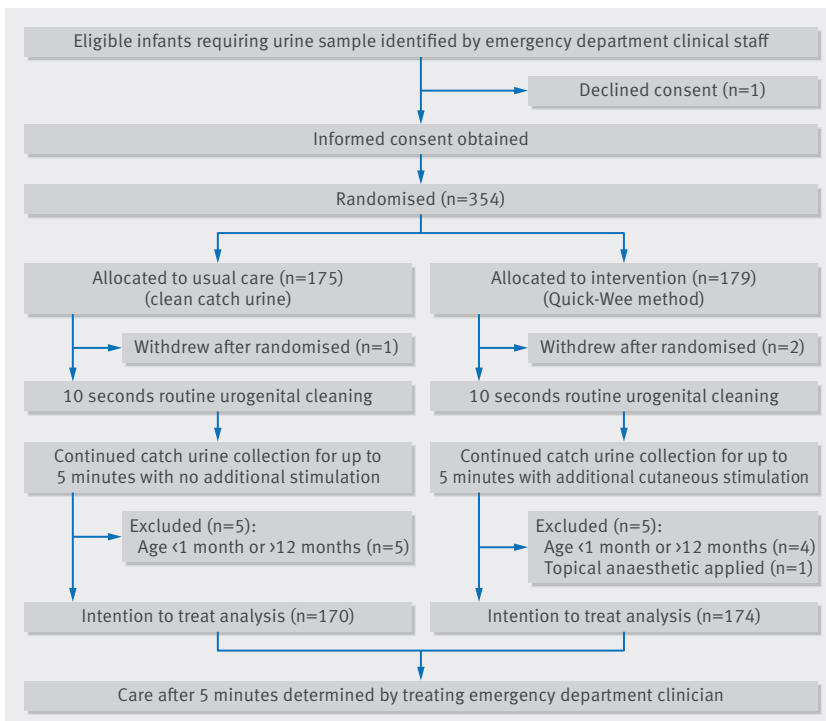 Eligible infants requiring urine sample identified by emergency department clinical staff
Declined consent (n=1)
Informed consent obtained
Randomised (n=354)
Allocated to usual care (n=175)
(clean catch urine)
Allocated to intervention (n=179)
(Quick-Wee method)
Withdrew after randomised (n=1)
Withdrew after randomised (n=2)
10 seconds routine urogenital cleaning
10 seconds routine urogenital cleaning
Continued catch urine collection for up to
5 minutes with no additional stimulation
Continued catch urine collection for up to
5 minutes with additional cutaneous stimulation
Excluded (n=5):
Age <1 month or >12 months (n=5)
Excluded (n=5):
Age <1 month or >12 months (n=4)
Topical anaesthetic applied (n=1)
Intention to treat analysis (n=170)
Intention to treat analysis (n=174)
Care after 5 minutes determined by treating emergency department clinician